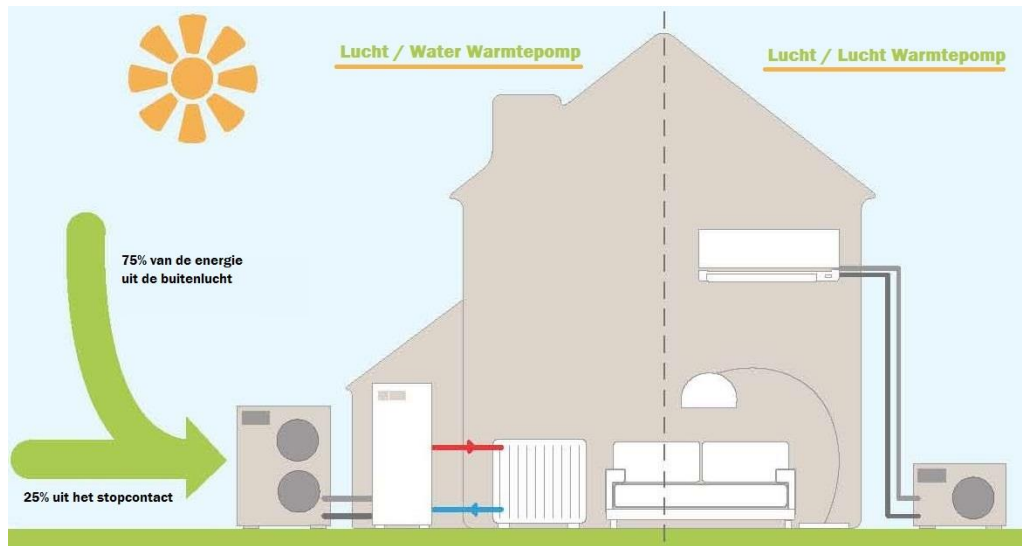 Lucht / Water Warmtepomp
Lucht / Lucht Warmtepomp
75% van de energie
uit de buitenlucht
25% uit het stopcontact